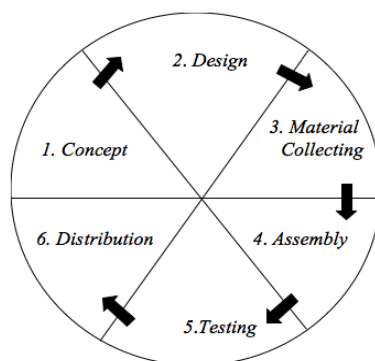 1. Concept
2. Design
3. Material
Collecting
4. Assembly
5.Testing
6. Distribution